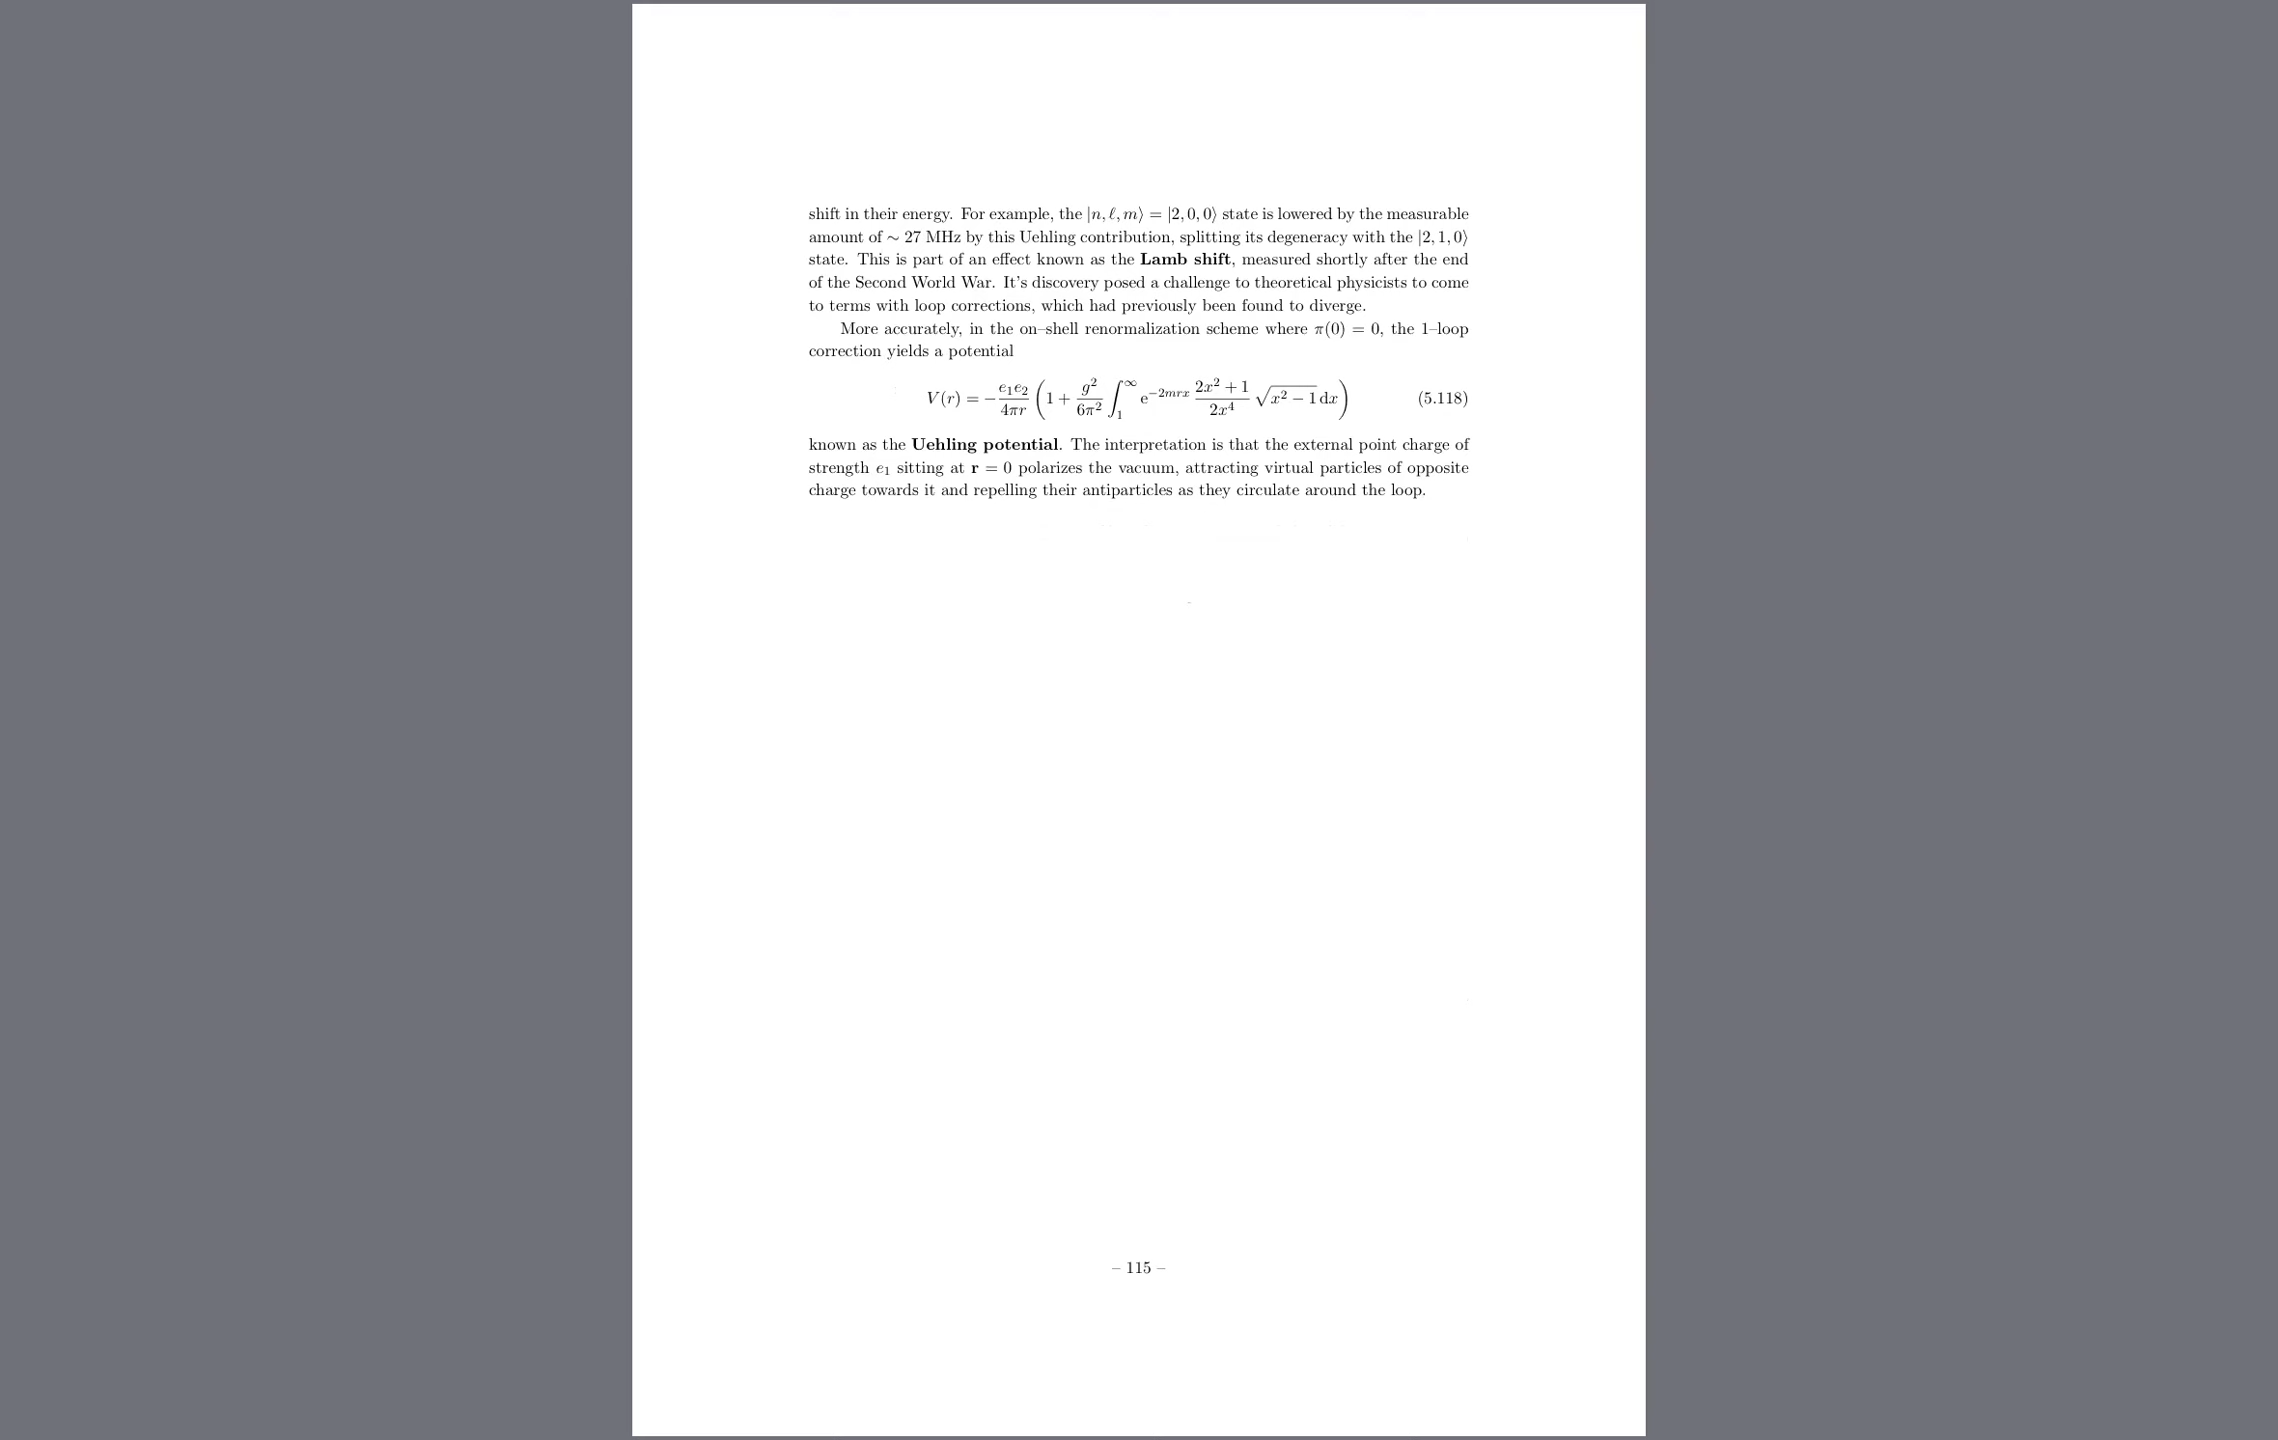 shift in their energy. For example, the |n, ℓ, m⟩ = |2, 0, 0⟩ state is lowered by the measurable
amount of ∼ 27 MHz by this Uehling contribution, splitting its degeneracy with the |2, 1, 0⟩
state. This is part of an effect known as the Lamb shift, measured shortly after the end
of the Second World War. It's discovery posed a challenge to theoretical physicists to come
to terms with loop corrections, which had previously been found to diverge.
More accurately, in the on–shell renormalization scheme where π(0) = 0, the 1–loop
correction yields a potential
V(r) = −\frac{e₁e₂}{4πr} (1 + \frac{g²}{6π²} ∫₁^∞ e^{−2mrx} \frac{2x² + 1}{2x⁴} √(x² − 1) dx) (5.118)
known as the Uehling potential. The interpretation is that the external point charge of
strength e₁ sitting at r = 0 polarizes the vacuum, attracting virtual particles of opposite
charge towards it and repelling their antiparticles as they circulate around the loop.
– 115 –